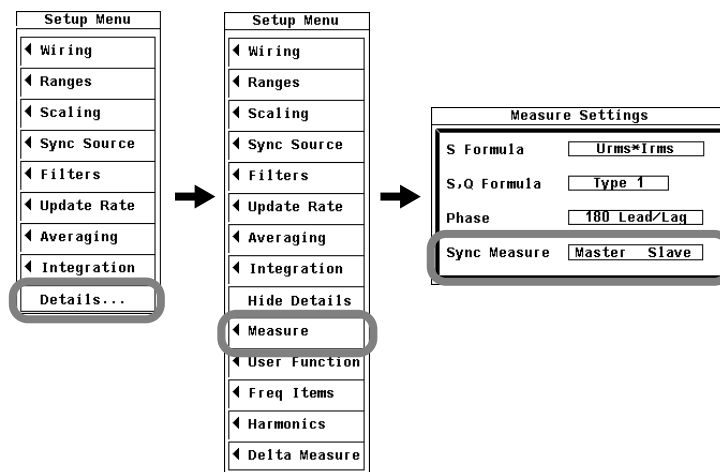 Setup Menu
Wiring
Ranges
Scaling
Sync Source
Filters
Update Rate
Averaging
Integration
Details...
Setup Menu
Wiring
Ranges
Scaling
Sync Source
Filters
Update Rate
Averaging
Integration
Hide Details
Measure
User Function
Freq Items
Harmonics
Delta Measure
Measure Settings
S Formula Urms*Irms
S,Q Formula Type 1
Phase 180 Lead/Lag
Sync Measure Master Slave